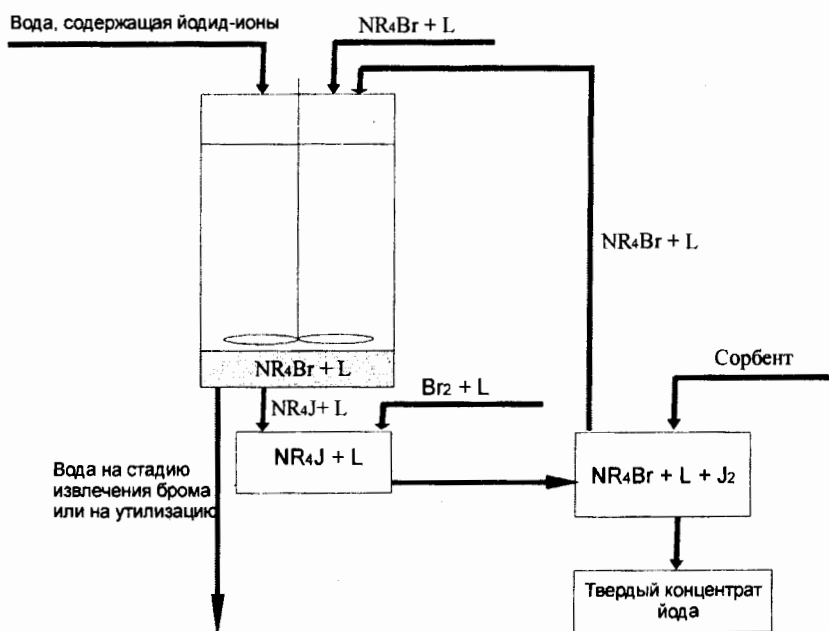 Вода, содержащая йодид-ионы
NR₄Br + L
NR₄Br + L
Сорбент
NR₄Br + L
Br₂ + L
NR₄J+ L
NR₄J + L
NR₄Br + L + J₂
Вода на стадию
извлечения брома
или на утилизацию
Твердый концентрат
йода